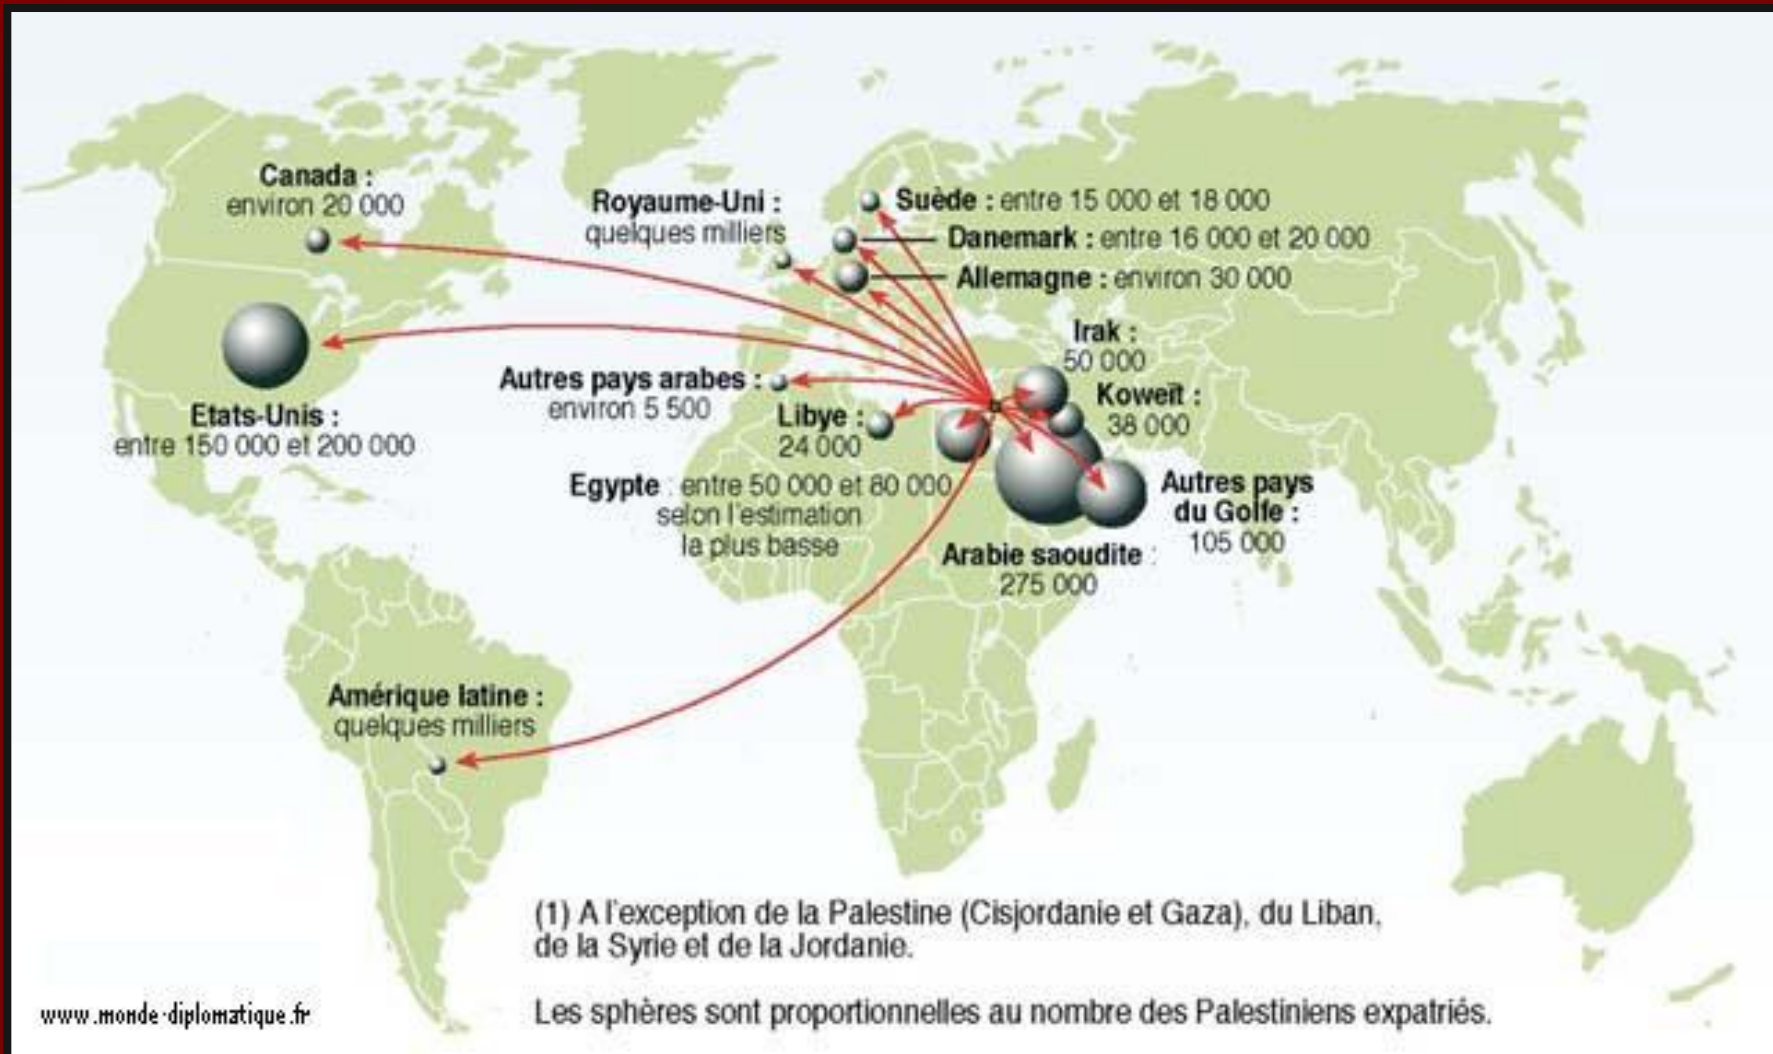 Canada :
environ 20 000
Royaume-Uni :
quelques milliers
Suède : entre 15 000 et 18 000
Danemark : entre 16 000 et 20 000
Allemagne : environ 30 000
Irak :
50 000
Koweït :
38 000
Autres pays arabes :
environ 5 500
Libye :
24 000
Etats-Unis :
entre 150 000 et 200 000
Egypte : entre 50 000 et 80 000
selon l'estimation
la plus basse
Autres pays
du Golfe :
105 000
Arabie saoudite :
275 000
Amérique latine :
quelques milliers
(1) A l'exception de la Palestine (Cisjordanie et Gaza), du Liban,
de la Syrie et de la Jordanie.
Les sphères sont proportionnelles au nombre des Palestiniens expatriés.
www.monde-diplomatique.fr